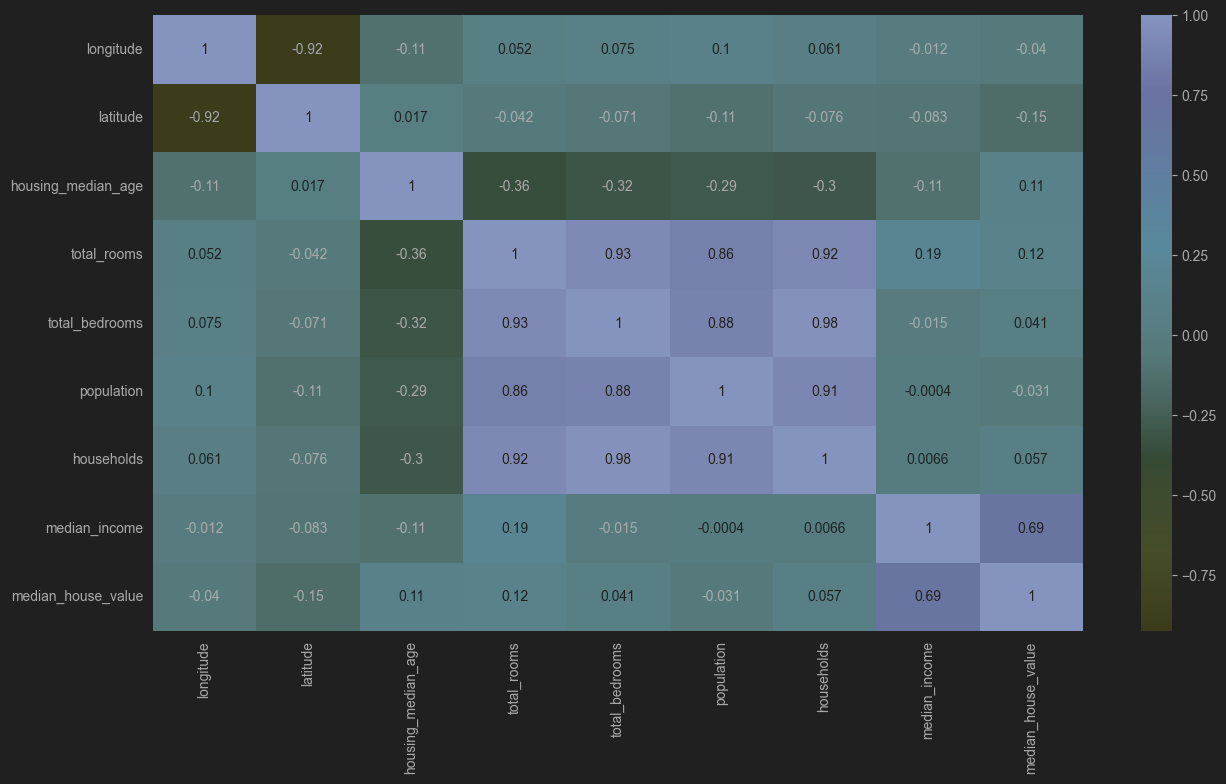 longitude 1 -0.92 -0.11 0.052 0.075 0.1 0.061 -0.012 -0.04
latitude -0.92 1 0.017 -0.042 -0.071 -0.11 -0.076 -0.083 -0.15
housing_median_age -0.11 0.017 1 -0.36 -0.32 -0.29 -0.3 -0.11 0.11
total_rooms 0.052 -0.042 -0.36 1 0.93 0.86 0.92 0.19 0.12
total_bedrooms 0.075 -0.071 -0.32 0.93 1 0.88 0.98 -0.015 0.041
population 0.1 -0.11 -0.29 0.86 0.88 1 0.91 -0.0004 -0.031
households 0.061 -0.076 -0.3 0.92 0.98 0.91 1 0.0066 0.057
median_income -0.012 -0.083 -0.11 0.19 -0.015 -0.0004 0.0066 1 0.69
median_house_value -0.04 -0.15 0.11 0.12 0.041 -0.031 0.057 0.69 1
longitude
latitude
housing_median_age
total_rooms
total_bedrooms
population
households
median_income
median_house_value
1.00
0.75
0.50
0.25
0.00
−0.25
−0.50
−0.75